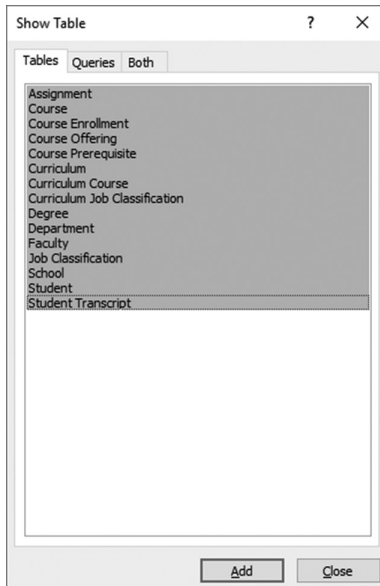 Show Table ? ×
Tables Queries Both
Assignment
Course
Course Enrollment
Course Offering
Course Prerequisite
Curriculum
Curriculum Course
Curriculum Job Classification
Degree
Department
Faculty
Job Classification
School
Student
Student Transcript
Add Close